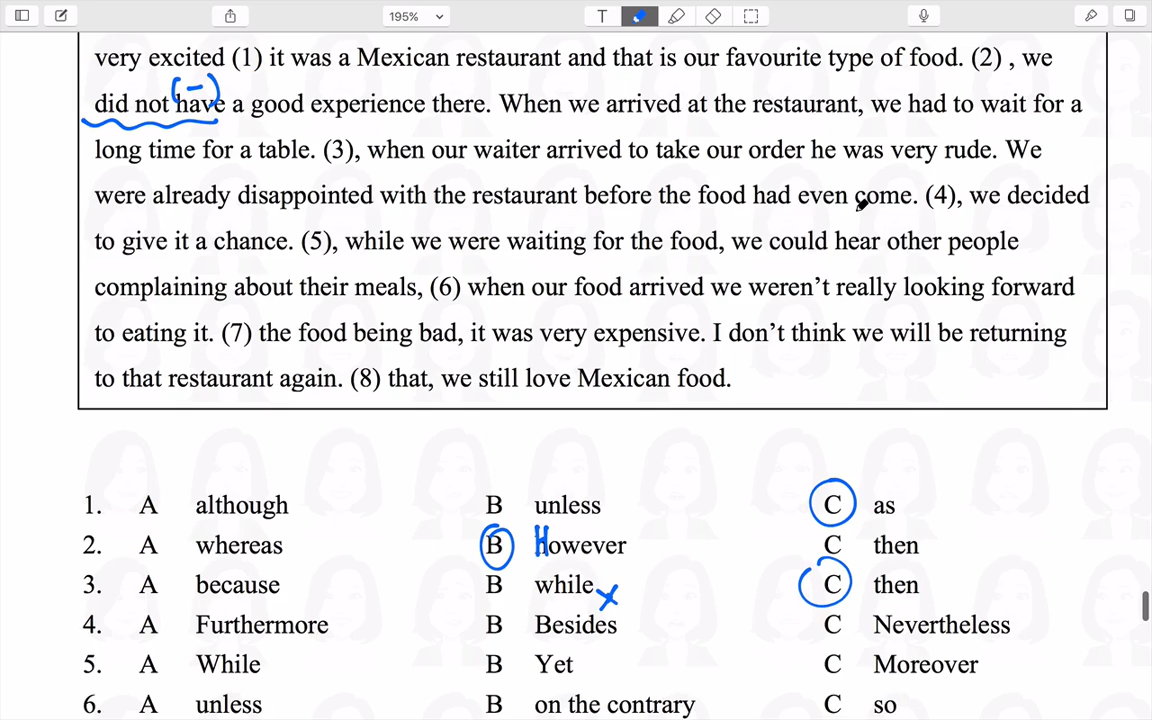 195%
T
very excited (1) it was a Mexican restaurant and that is our favourite type of food. (2) , we
(-)
did not have a good experience there. When we arrived at the restaurant, we had to wait for a
long time for a table. (3), when our waiter arrived to take our order he was very rude. We
were already disappointed with the restaurant before the food had even come. (4), we decided
to give it a chance. (5), while we were waiting for the food, we could hear other people
complaining about their meals, (6) when our food arrived we weren’t really looking forward
to eating it. (7) the food being bad, it was very expensive. I don’t think we will be returning
to that restaurant again. (8) that, we still love Mexican food.
1. A although B unless C as
2. A whereas B However C then
3. A because B while x C then
4. A Furthermore B Besides C Nevertheless
5. A While B Yet C Moreover
6. A unless B on the contrary C so